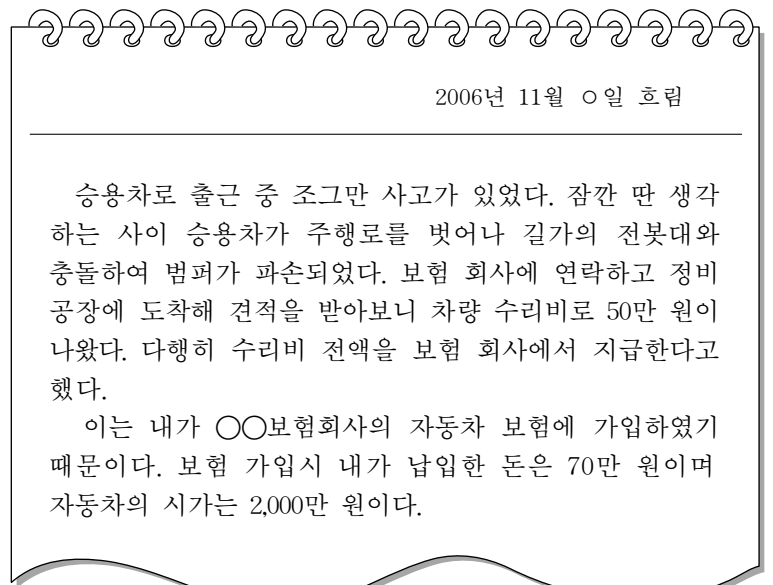 2006년 11월 ○일 흐림
승용차로 출근 중 조그만 사고가 있었다. 잠깐 딴 생각
하는 사이 승용차가 주행로를 벗어나 길가의 전봇대와
충돌하여 범퍼가 파손되었다. 보험 회사에 연락하고 정비
공장에 도착해 견적을 받아보니 차량 수리비로 50만 원이
나왔다. 다행히 수리비 전액을 보험 회사에서 지급한다고
했다.
이는 내가 ○○보험회사의 자동차 보험에 가입하였기
때문이다. 보험 가입시 내가 납입한 돈은 70만 원이며
자동차의 시가는 2,000만 원이다.